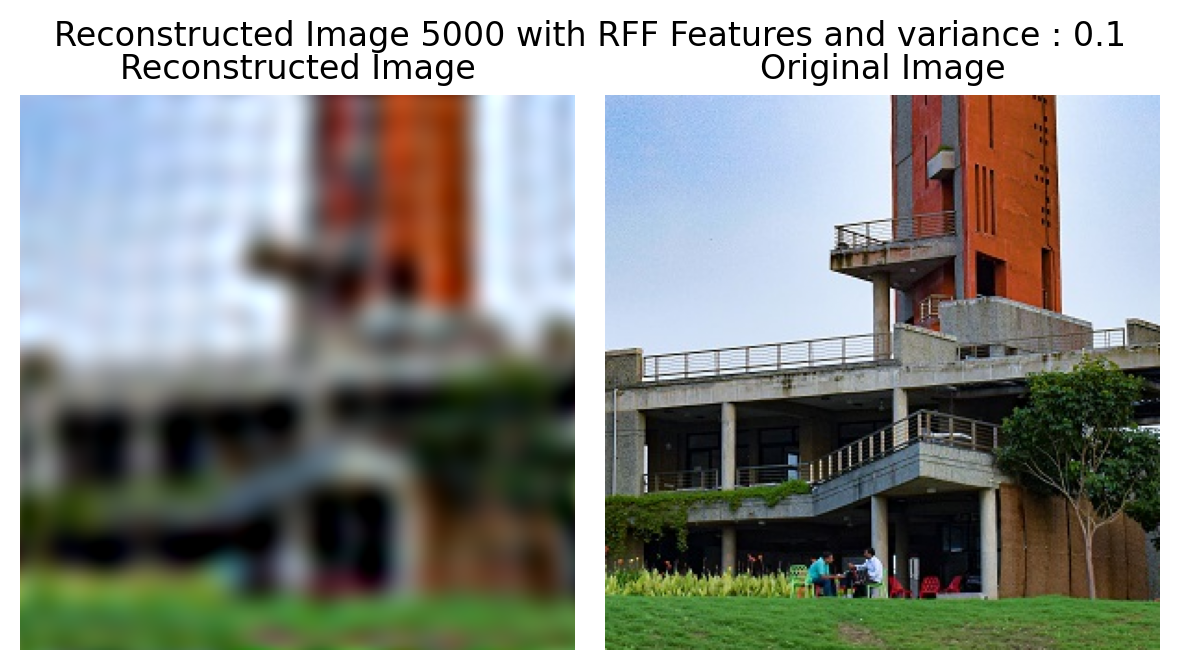 Reconstructed Image 5000 with RFF Features and variance : 0.1
Reconstructed Image
Original Image